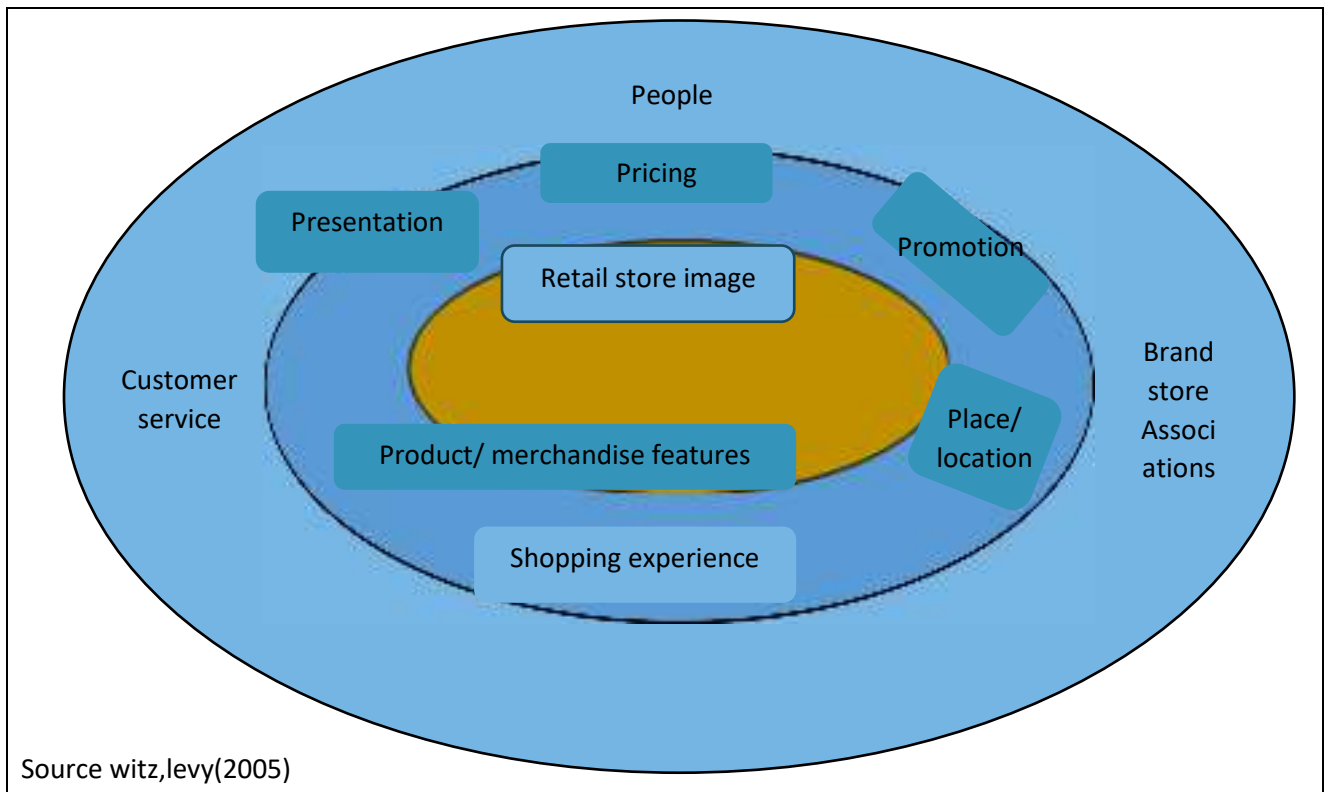 People
Pricing
Presentation
Promotion
Retail store image
Customer
service
Brand
store
Associ
ations
Place/
location
Product/ merchandise features
Shopping experience
Source witz,levy(2005)